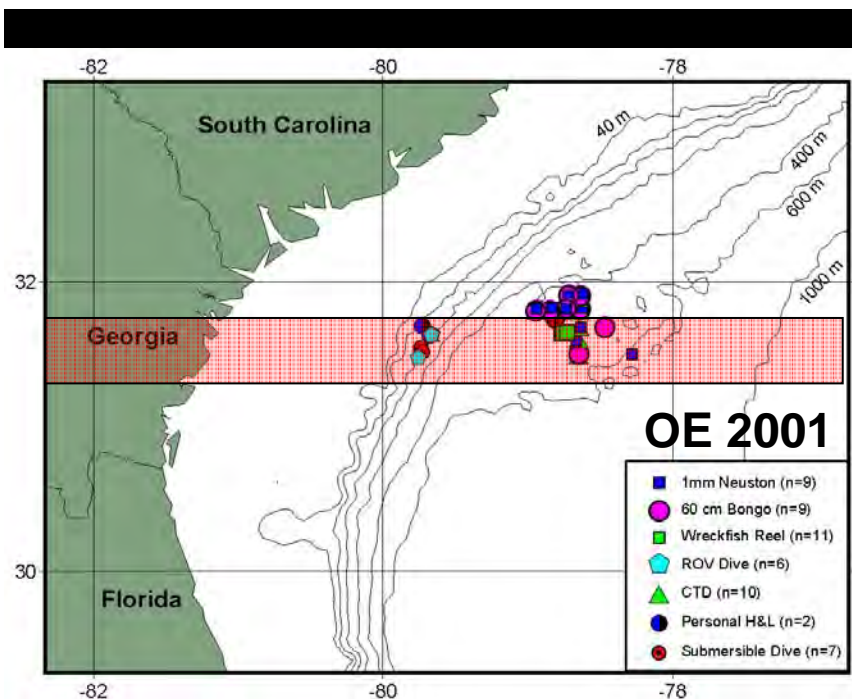 -82 -80 -78
South Carolina
40 m
400 m
600 m
32
1000 m
Georgia
OE 2001
1mm Neuston (n=9)
60 cm Bongo (n=9)
Wreckfish Reel (n=11)
30
ROV Dive (n=6)
CTD (n=10)
Florida
Personal H&L (n=2)
Submersible Dive (n=7)
-82 -80 -78